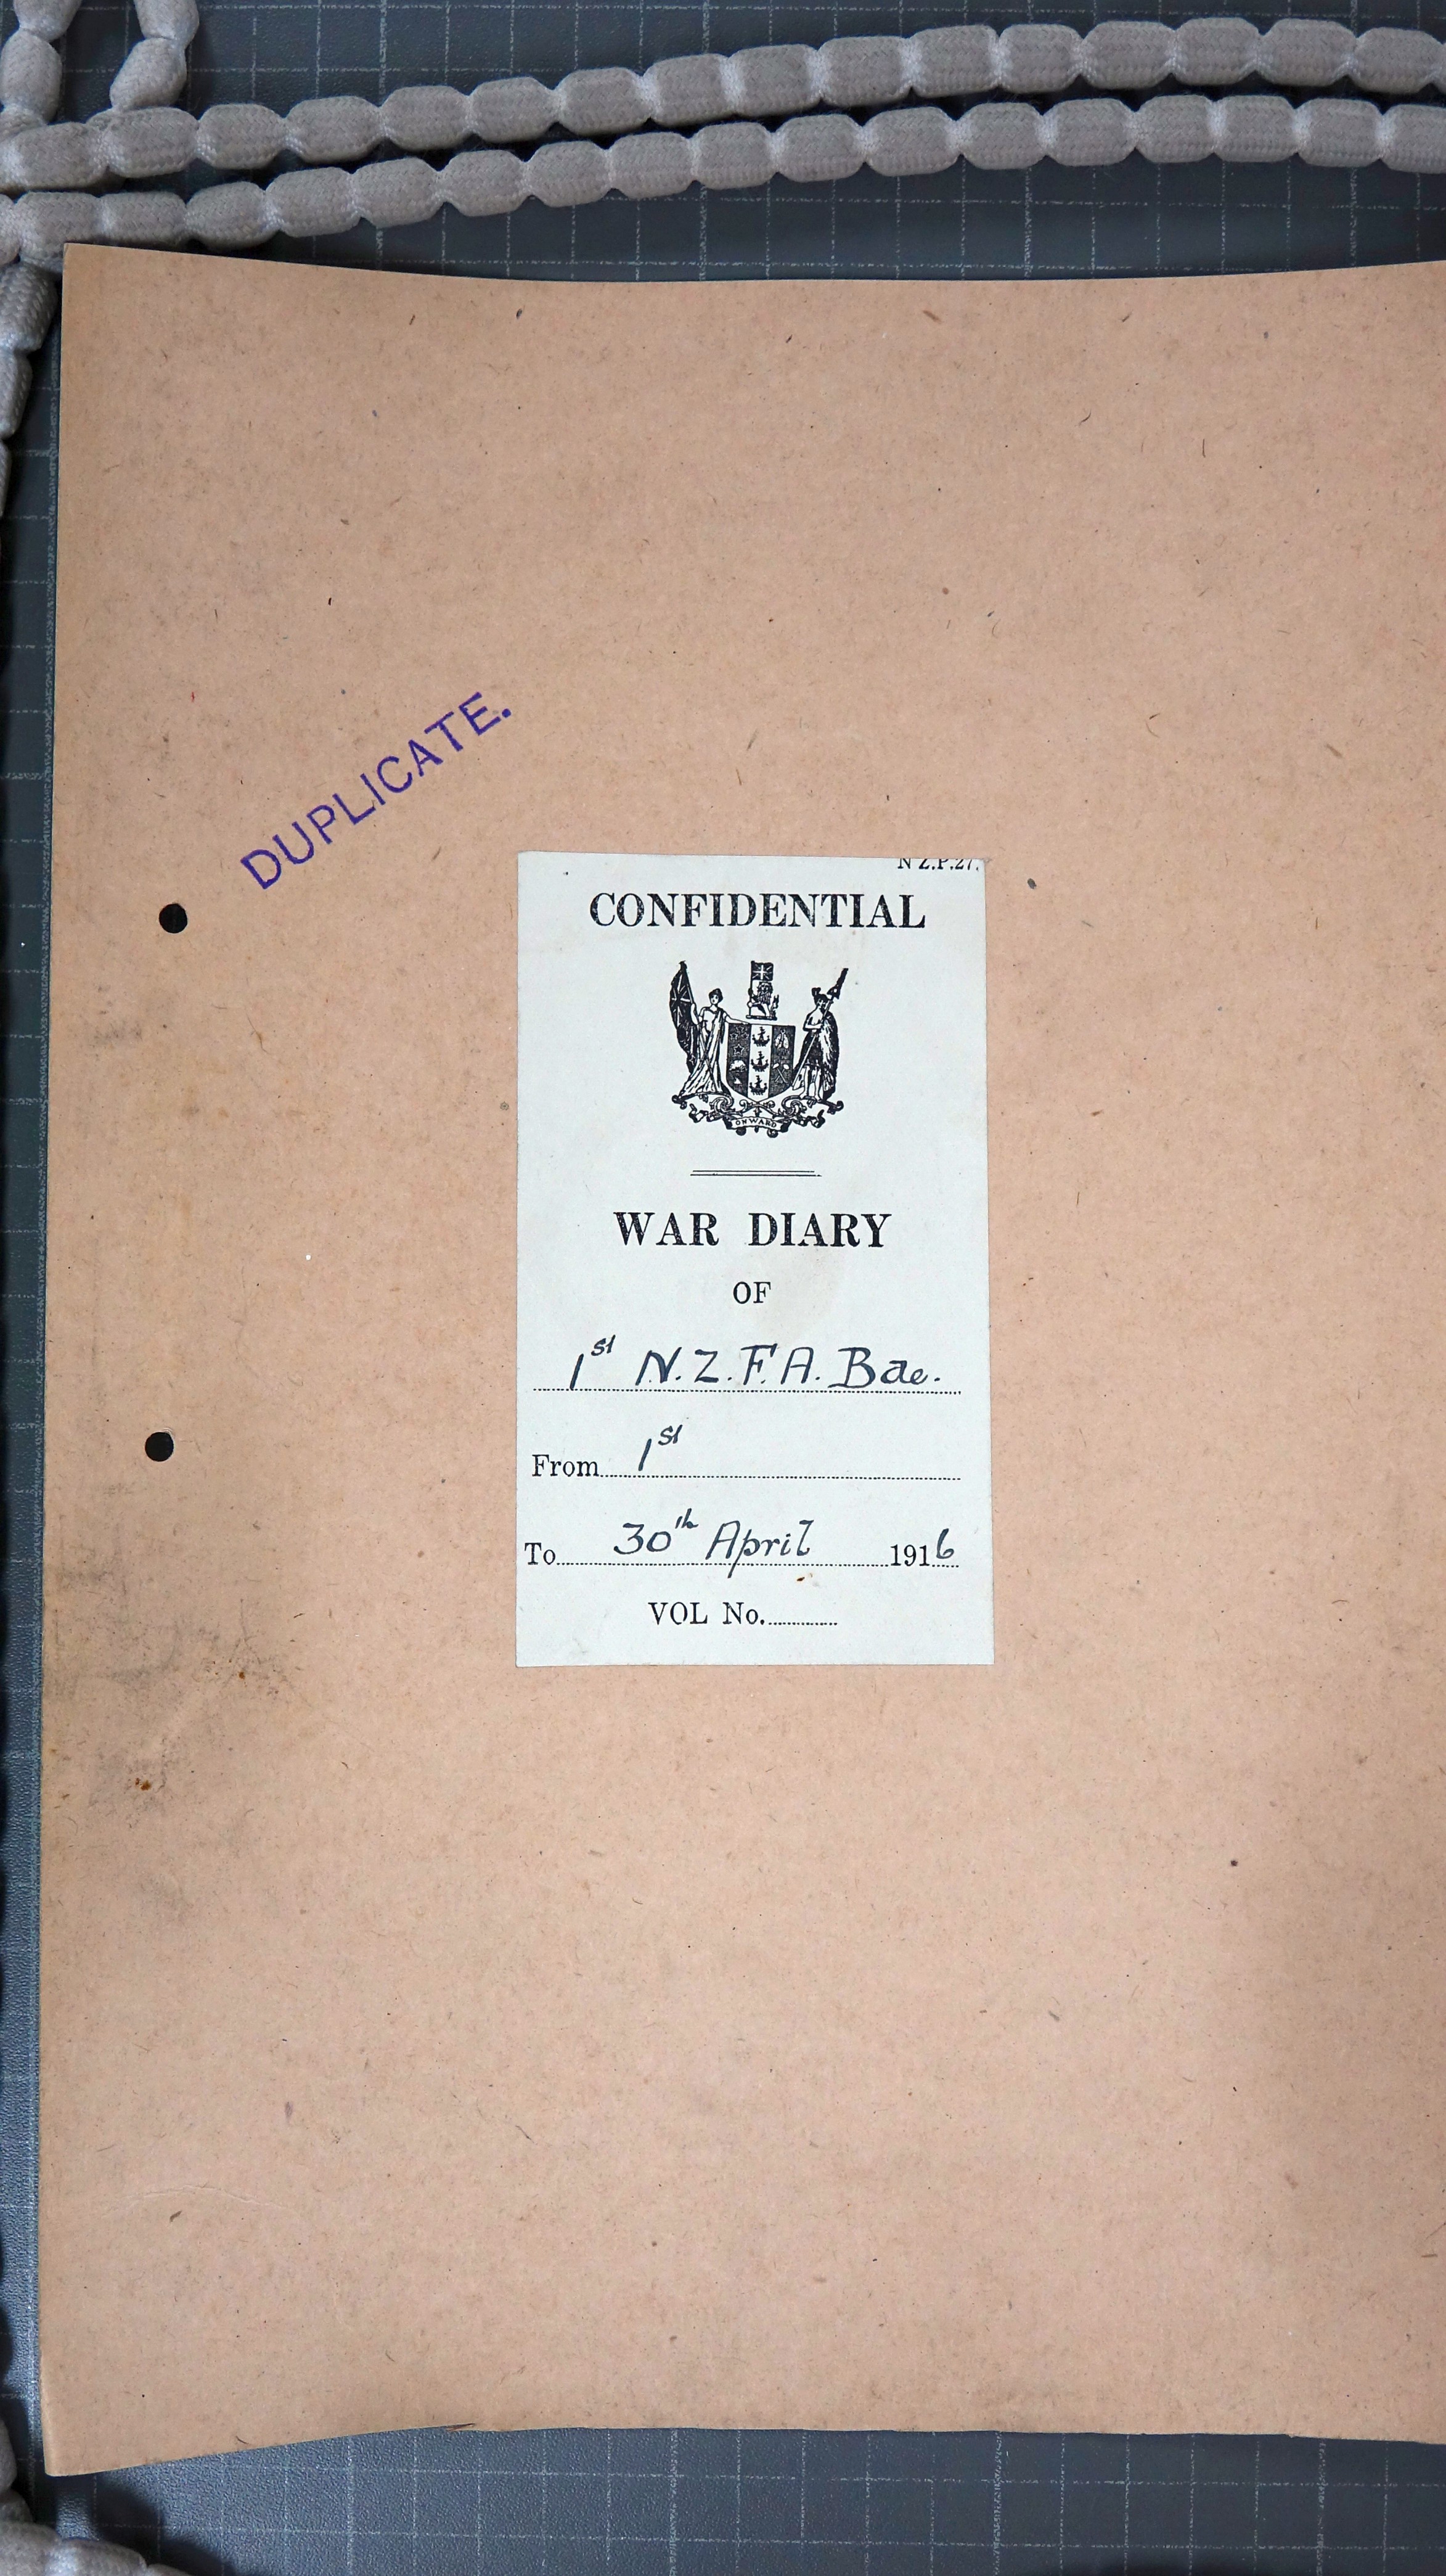 DUPLICATE.
N Z.P.27.
CONFIDENTIAL
ONWARD
WAR DIARY
OF
1st N.Z.F.A. Bde.
From 1st
To 30th April 1916
VOL No.